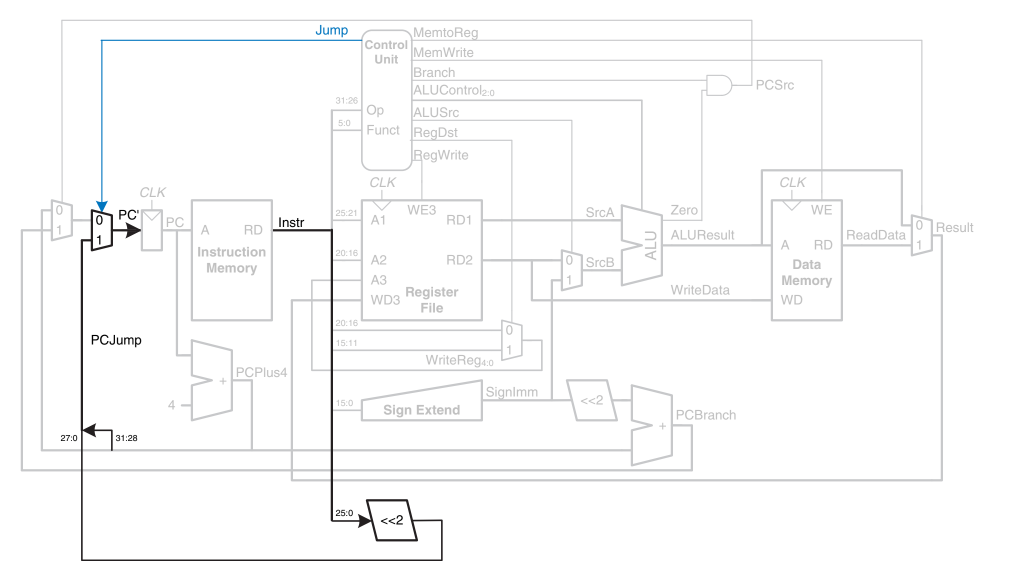 Jump
Control
Unit
MemtoReg
MemWrite
Branch
ALUControl2:0
ALUSrc
RegDst
RegWrite
PCSrc
31:26
Op
5:0
Funct
CLK
CLK
CLK
0
1
0
1
PC'
PC
A
RD
Instruction
Memory
Instr
25:21
A1
WE3
RD1
20:16
A2
RD2
A3
WD3
Register
File
SrcA
0
1
SrcB
ALU
Zero
ALUResult
WE
A
RD
Data
Memory
WD
ReadData
WriteData
0
1
Result
20:16
0
15:11
1
WriteReg4:0
PCJump
+
PCPlus4
4
15:0
Sign Extend
SignImm
<<2
+
PCBranch
27:0
31:28
25:0
<<2